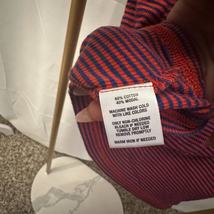 60% COTTON
40% MODAL
MACHINE WASH COLD
WITH LIKE COLORS
ONLY NON-CHLORINE
BLEACH IF NEEDED
TUMBLE DRY LOW
REMOVE PROMPTLY
WARM IRON IF NEEDED